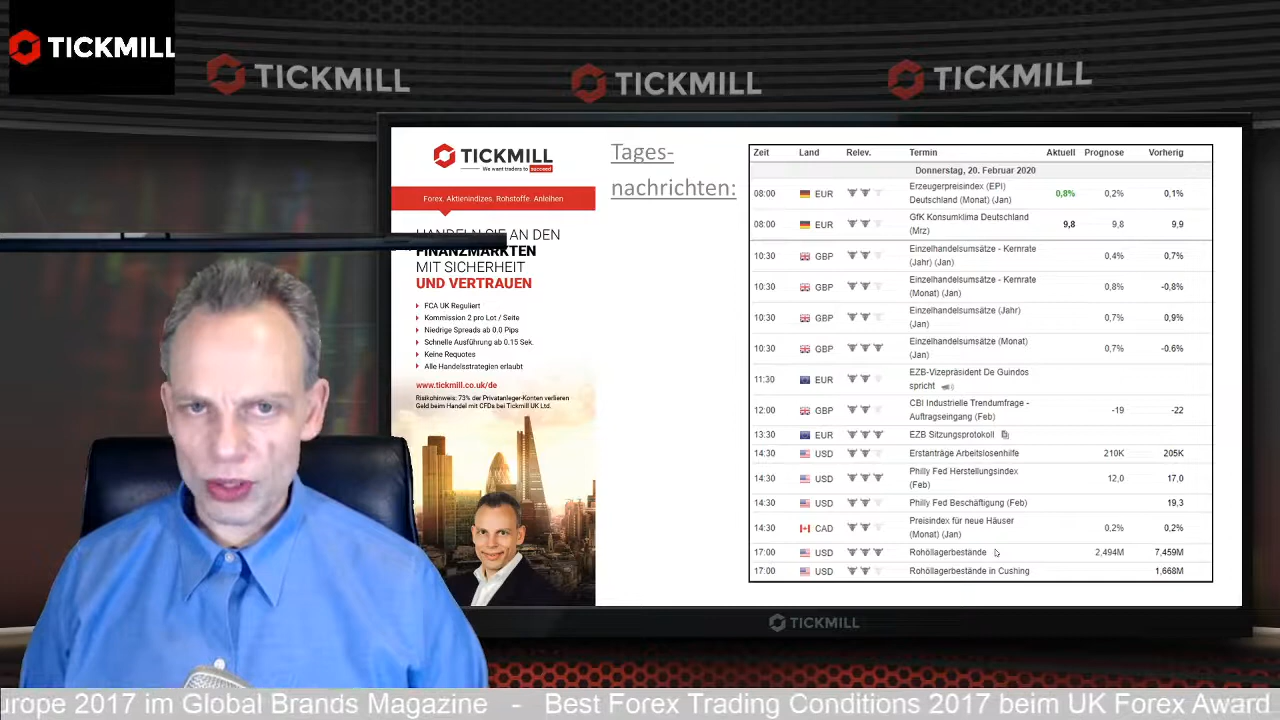 TICKMILL
TICKMILL
TICKMILL
TICKMILL
TICKMILL
We want traders to succeed
Forex. Aktienindizes. Rohstoffe. Anleihen
HANDELN SIE AN DEN
FINANZMÄRKTEN
MIT SICHERHEIT
UND VERTRAUEN
FCA UK Reguliert
Kommission 2 pro Lot / Seite
Niedrige Spreads ab 0.0 Pips
Schnelle Ausführung ab 0.15 Sek.
Keine Requotes
Alle Handelsstrategien erlaubt
www.tickmill.co.uk/de
Risikohinweis: 73% der Privatanleger-Konten verlieren
Geld beim Handel mit CFDs bei Tickmill UK Ltd.
Tages-
nachrichten:
Zeit Land Relev. Termin Aktuell Prognose Vorherig
Donnerstag, 20. Februar 2020
08:00 EUR Erzeugerpreisindex (EPI)
Deutschland (Monat) (Jan) 0,8% 0,2% 0,1%
08:00 EUR GfK Konsumklima Deutschland
(Mrz) 9,8 9,8 9,9
10:30 GBP Einzelhandelsumsätze - Kernrate
(Jahr) (Jan) 0,4% 0,7%
10:30 GBP Einzelhandelsumsätze - Kernrate
(Monat) (Jan) 0,8% -0,8%
10:30 GBP Einzelhandelsumsätze (Jahr)
(Jan) 0,7% 0,9%
10:30 GBP Einzelhandelsumsätze (Monat)
(Jan) 0,7% -0,6%
11:30 EUR EZB-Vizepräsident De Guindos
spricht
12:00 GBP CBI Industrielle Trendumfrage -
Auftragseingang (Feb) -19 -22
13:30 EUR EZB Sitzungsprotokoll
14:30 USD Erstanträge Arbeitslosenhilfe 210K 205K
14:30 USD Philly Fed Herstellungsindex
(Feb) 12,0 17,0
14:30 USD Philly Fed Beschäftigung (Feb) 19,3
14:30 CAD Preisindex für neue Häuser
(Monat) (Jan) 0,2% 0,2%
17:00 USD Rohöllagerbestände 2,494M 7,459M
17:00 USD Rohöllagerbestände in Cushing 1,668M
TICKMILL
urope 2017 im Global Brands Magazine - Best Forex Trading Conditions 2017 beim UK Forex Award